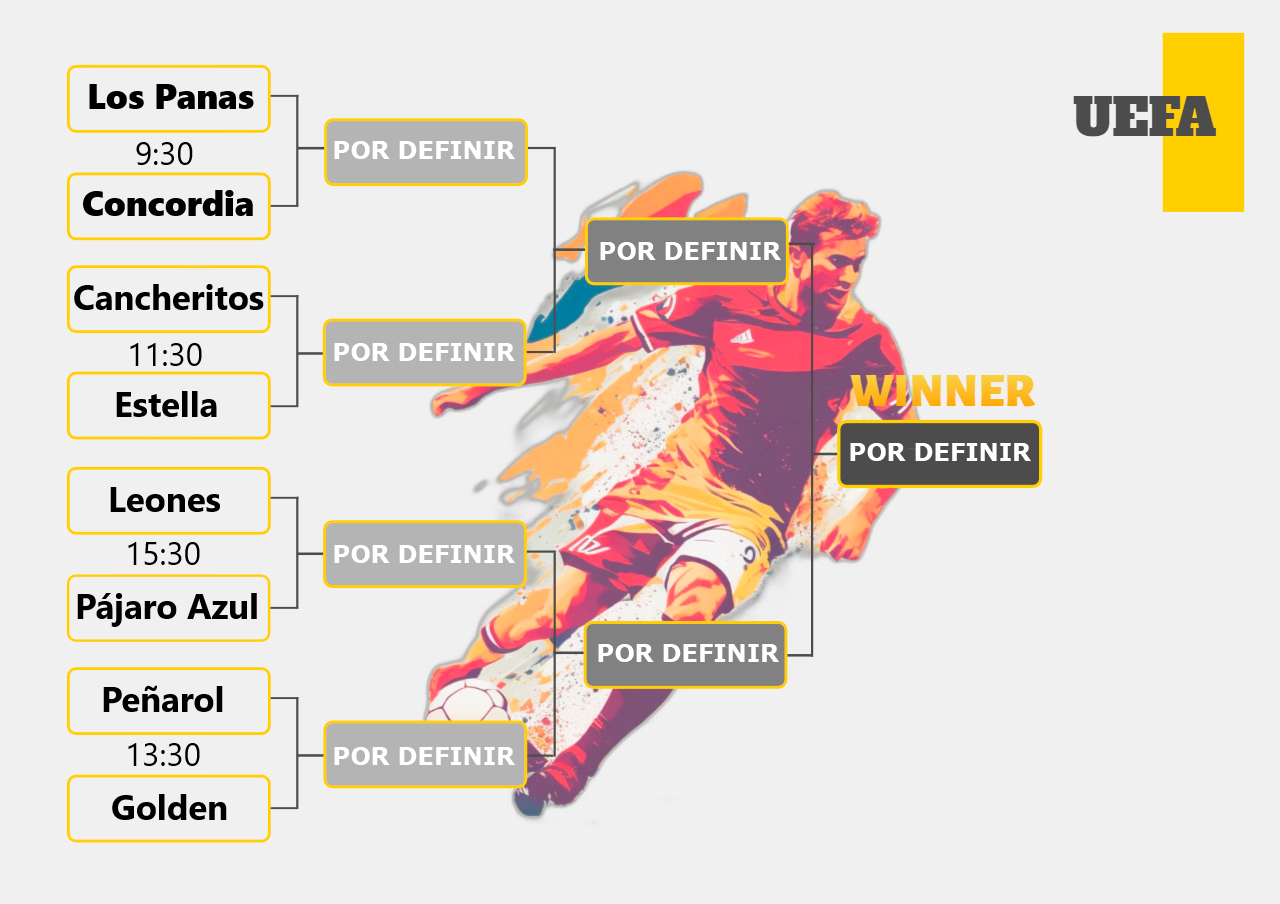 Los Panas
9:30
Concordia
POR DEFINIR
Cancheritos
11:30
Estella
POR DEFINIR
POR DEFINIR
Leones
15:30
Pájaro Azul
POR DEFINIR
Peñarol
13:30
Golden
POR DEFINIR
POR DEFINIR
WINNER
POR DEFINIR
UEFA